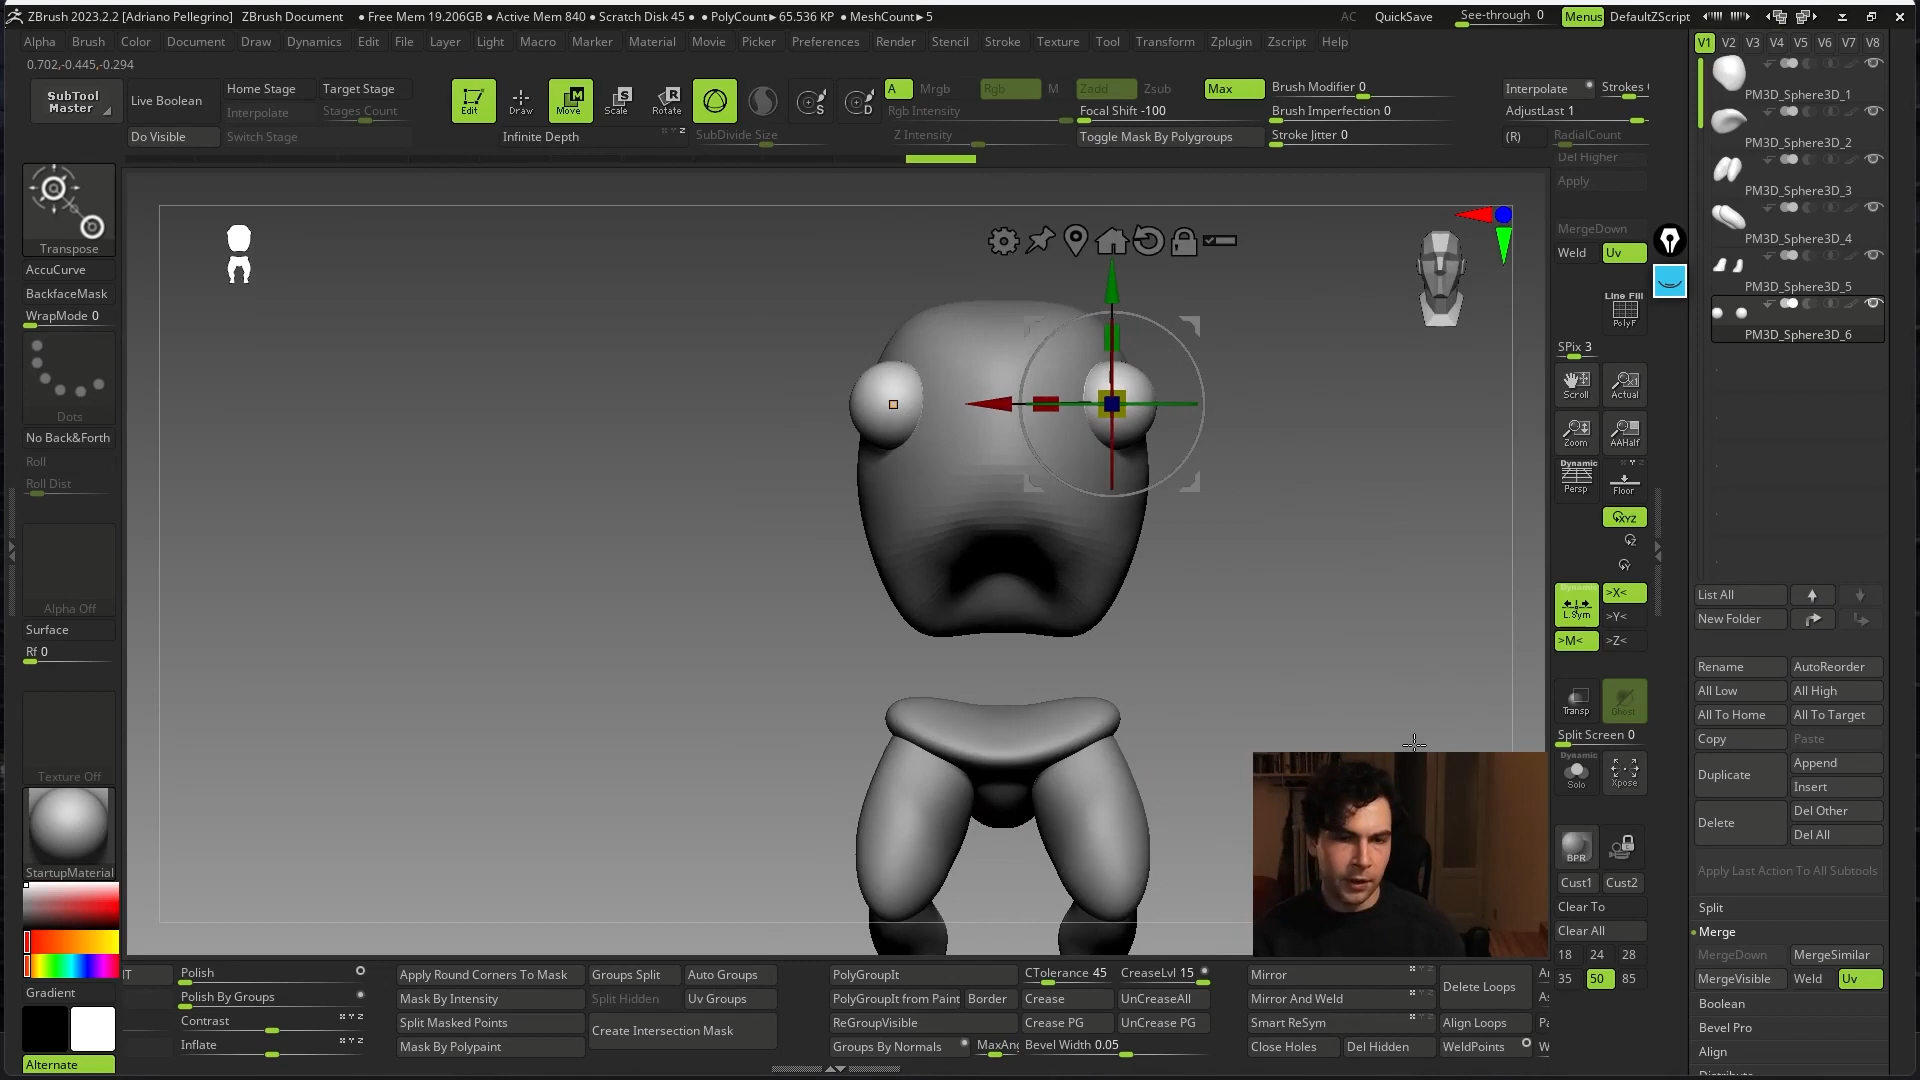 ZBrush 2023.2.2 [Adriano Pellegrino] ZBrush Document ● Free Mem 19.206GB ● Active Mem 840 ● Scratch Disk 45 ● ● PolyCount▸ 65.536 KP ● MeshCount▸ 5 AC QuickSave See-through 0 Menus DefaultZScript
Alpha Brush Color Document Draw Dynamics Edit File Layer Light Macro Marker Material Movie Picker Preferences Render Stencil Stroke Texture Tool Transform Zplugin Zscript Help
V1 V2 V3 V4 V5 V6 V7 V8
0.702,-0.445,-0.294
SubTool
Master
Live Boolean
Do Visible
Home Stage
Target Stage
Interpolate
Stages Count
Switch Stage
Edit
Draw
Move
Scale
Rotate
Infinite Depth
SubDivide Size
A Mrgb Rgb M Zadd Zsub Max
Rgb Intensity
Z Intensity
Focal Shift -100
Toggle Mask By Polygroups
Brush Modifier 0
Brush Imperfection 0
Stroke Jitter 0
Interpolate
Strokes
AdjustLast 1
(R) RadialCount
Del Higher
Apply
MergeDown
Weld Uv
Line Fill
PolyF
SPix 3
Scroll
Actual
Zoom
AAHalf
Dynamic
Persp
Floor
XYZ
Z
Y
Dynamic
L.Sym
>X<
>Y<
>M< >Z<
Transp
Ghost
Split Screen 0
Dynamic
Solo
Xpose
BPR
Cust1 Cust2
Clear To
Clear All
18 24 28
35 50 85
Transpose
AccuCurve
BackfaceMask
WrapMode 0
Dots
No Back&Forth
Roll
Roll Dist
Alpha Off
Surface
Rf 0
Texture Off
StartupMaterial
Gradient
Alternate
PM3D_Sphere3D_1
PM3D_Sphere3D_2
PM3D_Sphere3D_3
PM3D_Sphere3D_4
PM3D_Sphere3D_5
PM3D_Sphere3D_6
List All
New Folder
Rename AutoReorder
All Low All High
All To Home All To Target
Copy Paste
Duplicate
Append
Insert
Delete
Del Other
Del All
Apply Last Action To All Subtools
Split
Merge
MergeDown MergeSimilar
MergeVisible Weld Uv
Boolean
Bevel Pro
Align
Polish
Polish By Groups
Contrast
Inflate
Apply Round Corners To Mask
Mask By Intensity
Split Masked Points
Mask By Polypaint
Groups Split Auto Groups
Split Hidden Uv Groups
Create Intersection Mask
PolyGroupIt
PolyGroupIt from Paint Border
ReGroupVisible
Groups By Normals
MaxAng
CTolerance 45 CreaseLvl 15
Crease UnCreaseAll
Crease PG UnCrease PG
Bevel Width 0.05
Mirror
Mirror And Weld
Smart ReSym
Close Holes Del Hidden
Delete Loops
Align Loops
WeldPoints